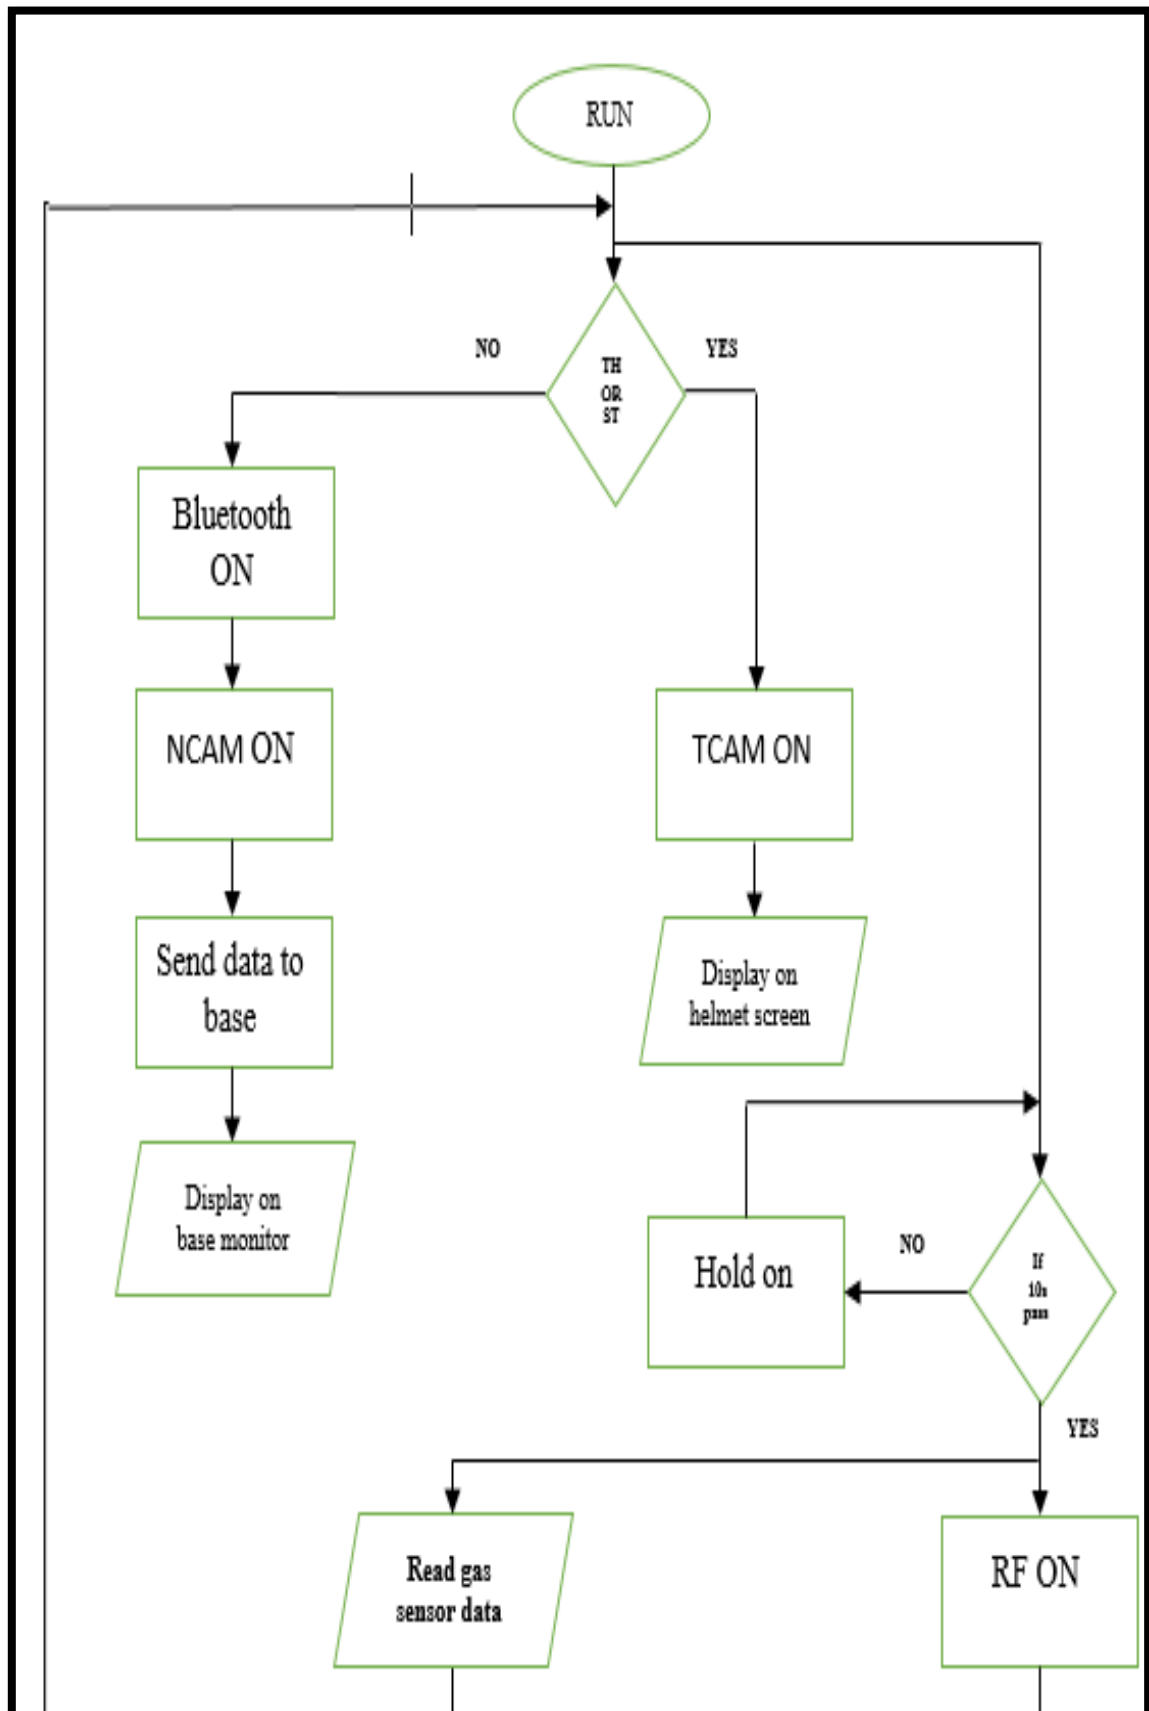 RUN
NO
YES
TH
OR
ST
Bluetooth
ON
NCAM ON
TCAM ON
Send data to
base
Display on
helmet screen
Display on
base monitor
Hold on
NO
If
10s
pass
YES
Read gas
sensor data
RF ON